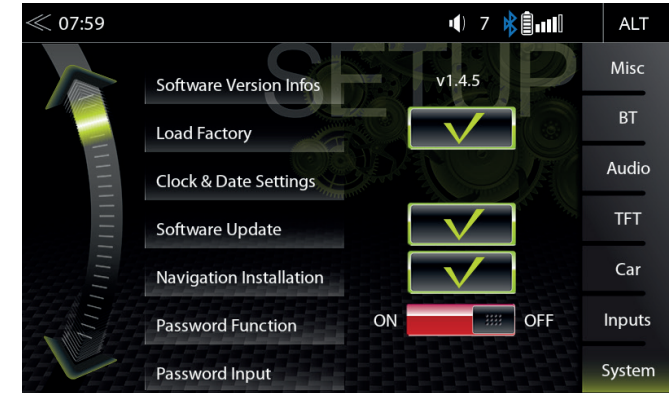 07:59 7 ALT
SETUP
Misc
Software Version Infos v1.4.5
BT
Load Factory
Audio
Clock & Date Settings
TFT
Software Update
Car
Navigation Installation
Inputs
Password Function ON OFF
System
Password Input